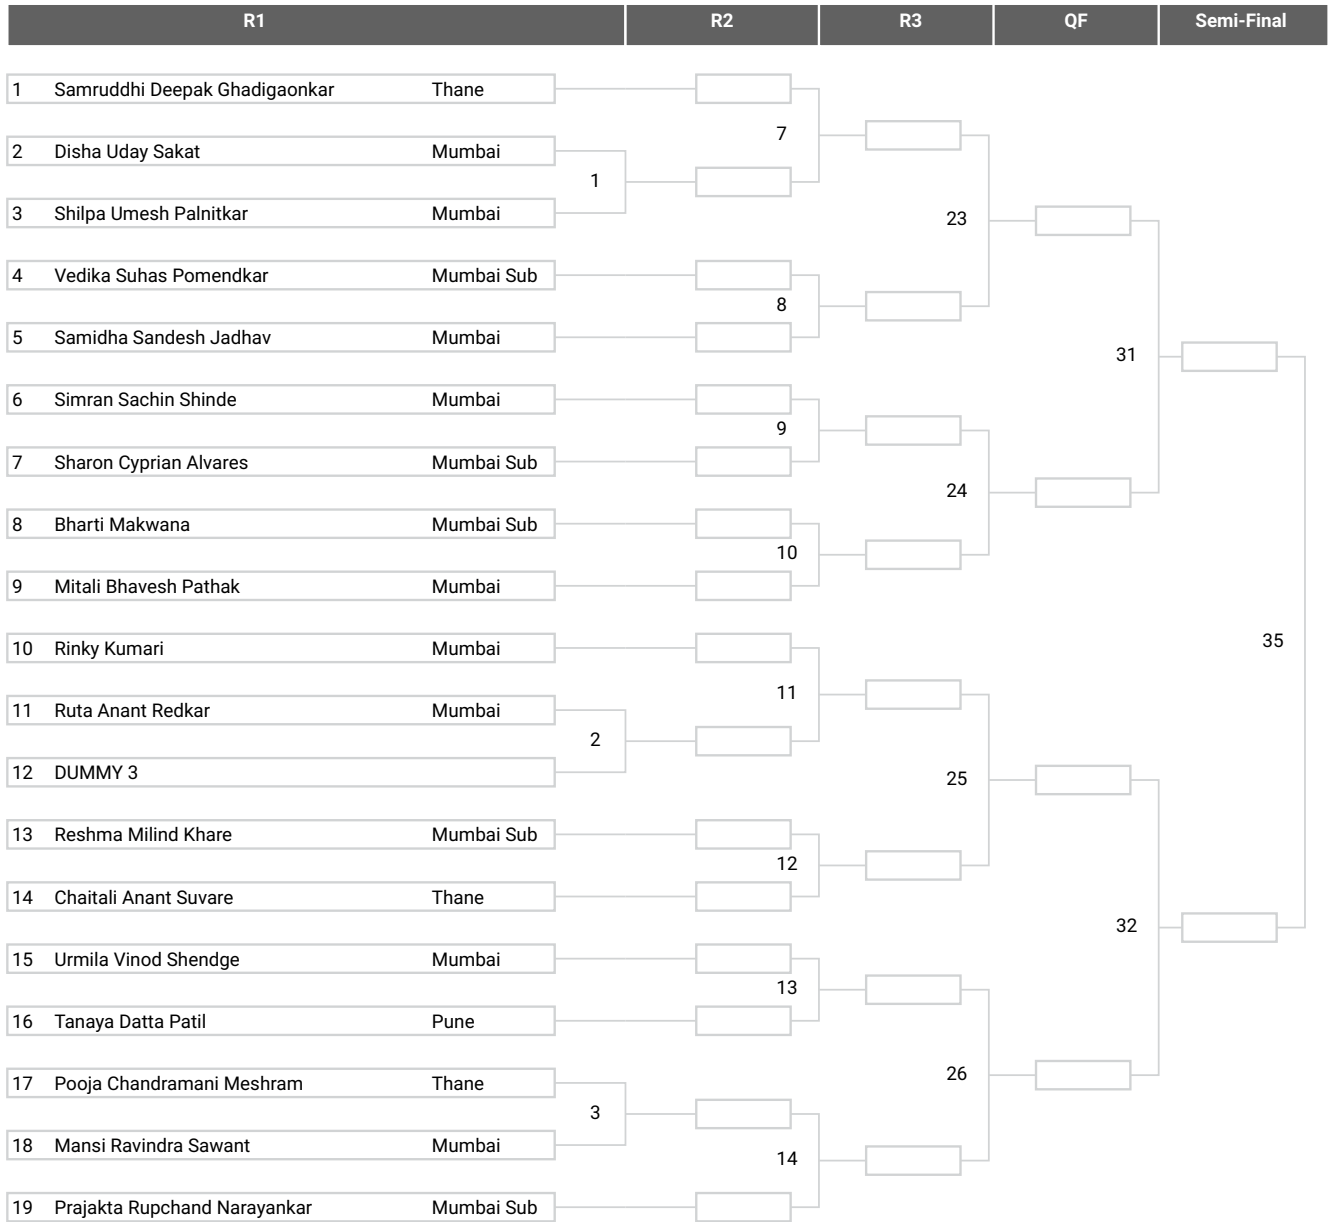 R1 R2 R3 QF Semi-Final
1 Samruddhi Deepak Ghadigaonkar Thane
7
2 Disha Uday Sakat Mumbai
1
3 Shilpa Umesh Palnitkar Mumbai
23
4 Vedika Suhas Pomendkar Mumbai Sub
8
5 Samidha Sandesh Jadhav Mumbai
31
6 Simran Sachin Shinde Mumbai
9
7 Sharon Cyprian Alvares Mumbai Sub
24
8 Bharti Makwana Mumbai Sub
10
9 Mitali Bhavesh Pathak Mumbai
35
10 Rinky Kumari Mumbai
11
11 Ruta Anant Redkar Mumbai
2
12 DUMMY 3
25
13 Reshma Milind Khare Mumbai Sub
12
14 Chaitali Anant Suvare Thane
32
15 Urmila Vinod Shendge Mumbai
13
16 Tanaya Datta Patil Pune
26
17 Pooja Chandramani Meshram Thane
3
18 Mansi Ravindra Sawant Mumbai
14
19 Prajakta Rupchand Narayankar Mumbai Sub